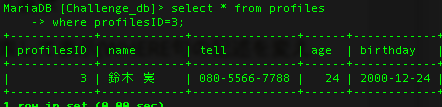 MariaDB [Challenge_db]> select * from profiles
    -> where profilesID=3;
+------------+-----------+---------------+------+------------+
| profilesID | name      | tell          | age  | birthday   |
+------------+-----------+---------------+------+------------+
|          3 | 鈴木 実   | 080-5566-7788 |   24 | 2000-12-24 |
+------------+-----------+---------------+------+------------+
1 row in set (0.00 sec)